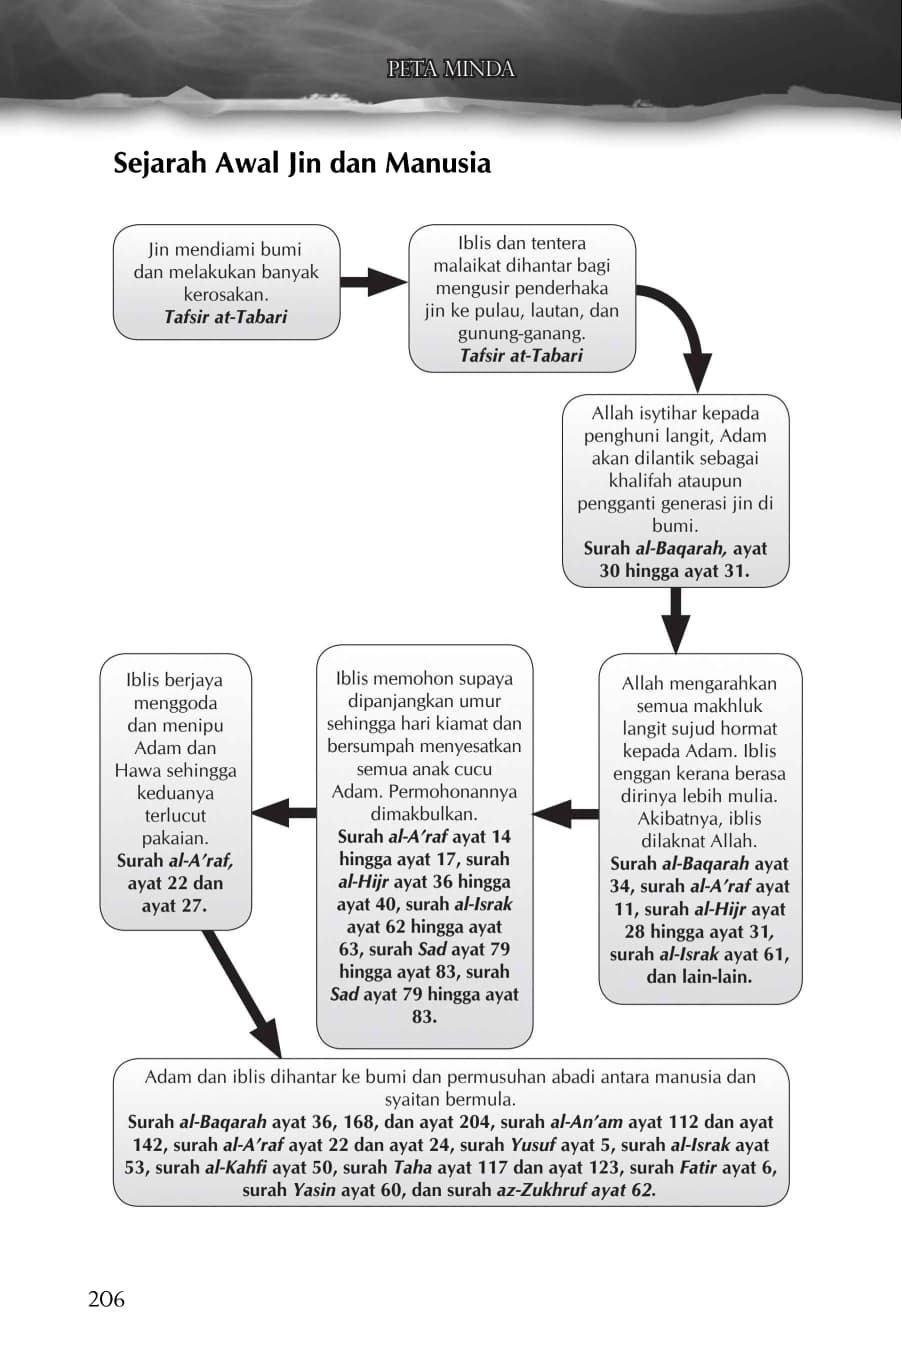 PETA MINDA
Sejarah Awal Jin dan Manusia
Jin mendiami bumi
dan melakukan banyak
kerosakan.
Tafsir at-Tabari
Iblis dan tentera
malaikat dihantar bagi
mengusir penderhaka
jin ke pulau, lautan, dan
gunung-ganang.
Tafsir at-Tabari
Allah isytihar kepada
penghuni langit, Adam
akan dilantik sebagai
khalifah ataupun
pengganti generasi jin di
bumi.
Surah al-Baqarah, ayat
30 hingga ayat 31.
Allah mengarahkan
semua makhluk
langit sujud hormat
kepada Adam. Iblis
enggan kerana berasa
dirinya lebih mulia.
Akibatnya, iblis
dilaknat Allah.
Surah al-Baqarah ayat
34, surah al-A’raf ayat
11, surah al-Hijr ayat
28 hingga ayat 31,
surah al-Israk ayat 61,
dan lain-lain.
Iblis memohon supaya
dipanjangkan umur
sehingga hari kiamat dan
bersumpah menyesatkan
semua anak cucu
Adam. Permohonannya
dimakbulkan.
Surah al-A’raf ayat 14
hingga ayat 17, surah
al-Hijr ayat 36 hingga
ayat 40, surah al-Israk
ayat 62 hingga ayat
63, surah Sad ayat 79
hingga ayat 83, surah
Sad ayat 79 hingga ayat
83.
Iblis berjaya
menggoda
dan menipu
Adam dan
Hawa sehingga
keduanya
terlucut
pakaian.
Surah al-A’raf,
ayat 22 dan
ayat 27.
Adam dan iblis dihantar ke bumi dan permusuhan abadi antara manusia dan
syaitan bermula.
Surah al-Baqarah ayat 36, 168, dan ayat 204, surah al-An’am ayat 112 dan ayat
142, surah al-A’raf ayat 22 dan ayat 24, surah Yusuf ayat 5, surah al-Israk ayat
53, surah al-Kahfi ayat 50, surah Taha ayat 117 dan ayat 123, surah Fatir ayat 6,
surah Yasin ayat 60, dan surah az-Zukhruf ayat 62.
206